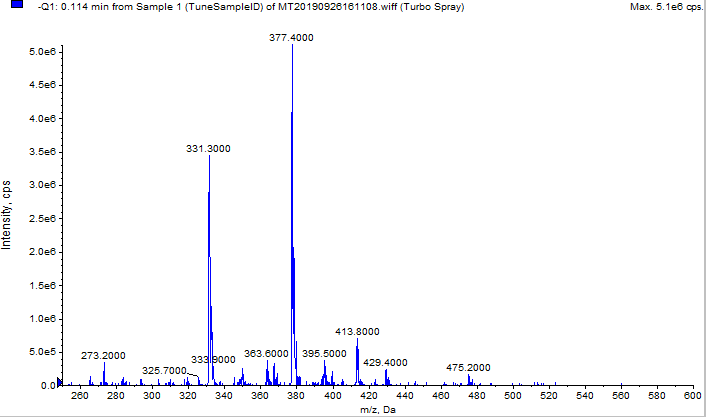 -Q1: 0.114 min from Sample 1 (TuneSampleID) of MT20190926161108.wiff (Turbo Spray)
Max. 5.1e6 cps.
377.4000
5.0e6
4.5e6
4.0e6
331.3000
3.5e6
3.0e6
2.5e6
2.0e6
1.5e6
1.0e6
413.8000
5.0e5
273.2000
325.7000
333.9000
363.6000
395.5000
429.4000
475.2000
0.0
260 280 300 320 340 360 380 400 420 440 460 480 500 520 540 560 580 600
m/z, Da
Intensity, cps